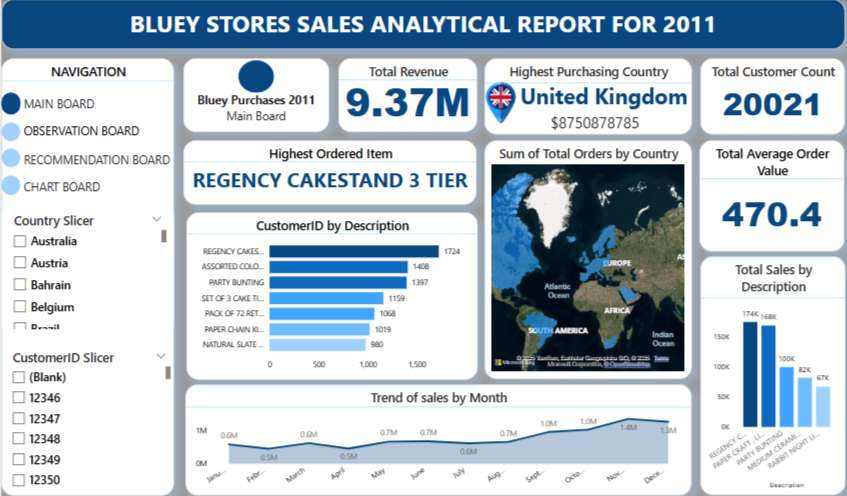 BLUEY STORES SALES ANALYTICAL REPORT FOR 2011
NAVIGATION
MAIN BOARD
OBSERVATION BOARD
RECOMMENDATION BOARD
CHART BOARD
Country Slicer
Australia
Austria
Bahrain
Belgium
Brazil
CustomerID Slicer
(Blank)
12346
12347
12348
12349
12350
Bluey Purchases 2011
Main Board
Total Revenue
9.37M
Highest Purchasing Country
United Kingdom
$8750878785
Total Customer Count
20021
Highest Ordered Item
REGENCY CAKESTAND 3 TIER
CustomerID by Description
REGENCY CAKES... 1724
ASSORTED COLO... 1408
PARTY BUNTING 1397
SET OF 3 CAKE TI... 1159
PACK OF 72 RET... 1068
PAPER CHAIN KI... 1019
NATURAL SLATE ... 980
0 500 1,000 1,500
Sum of Total Orders by Country
EUROPE
AS
Atlantic
Ocean
AFRICA
SOUTH AMERICA
Indian
Ocean
Microsoft
© 2025 TomTom, Earthstar Geographics SIO, © 2025
Microsoft Corporation, © OpenStreetMap
Terms
Total Average Order
Value
470.4
Total Sales by
Description
174K 168K
100K
82K
67K
150K
100K
50K
0K
REGENCY C...
PAPER CRAFT , LI...
PARTY BUNTING
MEDIUM CERAMI...
RABBIT NIGHT LI...
Description
Trend of sales by Month
1M
0M
0.6M 0.5M 0.6M 0.5M 0.7M 0.7M 0.6M 0.7M 1.0M 1.0M 1.4M 1.3M
Janu... Febr... March April May June July Aug... Sept... Octo... Nov... Dece...